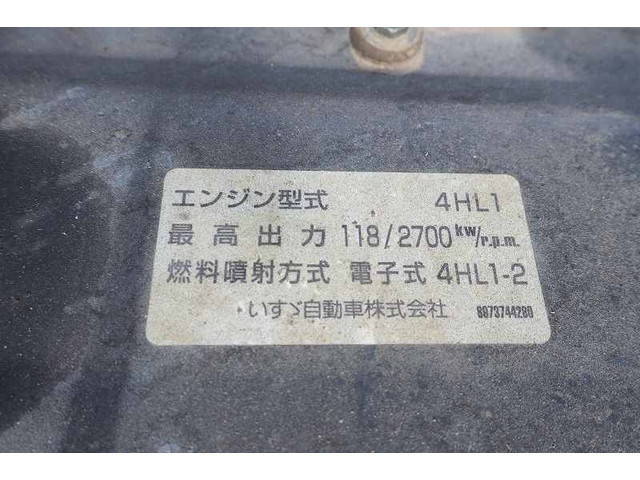 エンジン型式 4HL1
最高出力 118/2700 kW/r.p.m.
燃料噴射方式 電子式 4HL1-2
いすゞ自動車株式会社 8973744280